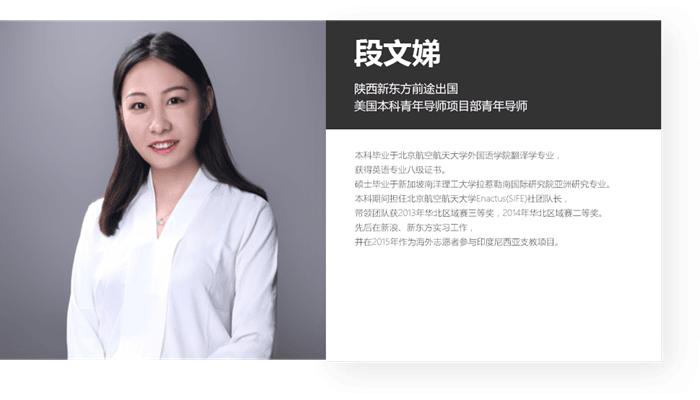 段文娣
陕西新东方前途出国
美国本科青年导师项目部青年导师
本科毕业于北京航空航天大学外国语学院翻译学专业，
获得英语专业八级证书。
硕士毕业于新加坡南洋理工大学拉惹勒南国际研究院亚洲研究专业。
本科期间担任北京航空航天大学Enactus(SIFE)社团队长，
带领团队获2013年华北区域赛三等奖，2014年华北区域赛二等奖。
先后在新浪、新东方实习工作，
并在2015年作为海外志愿者参与印度尼西亚支教项目。